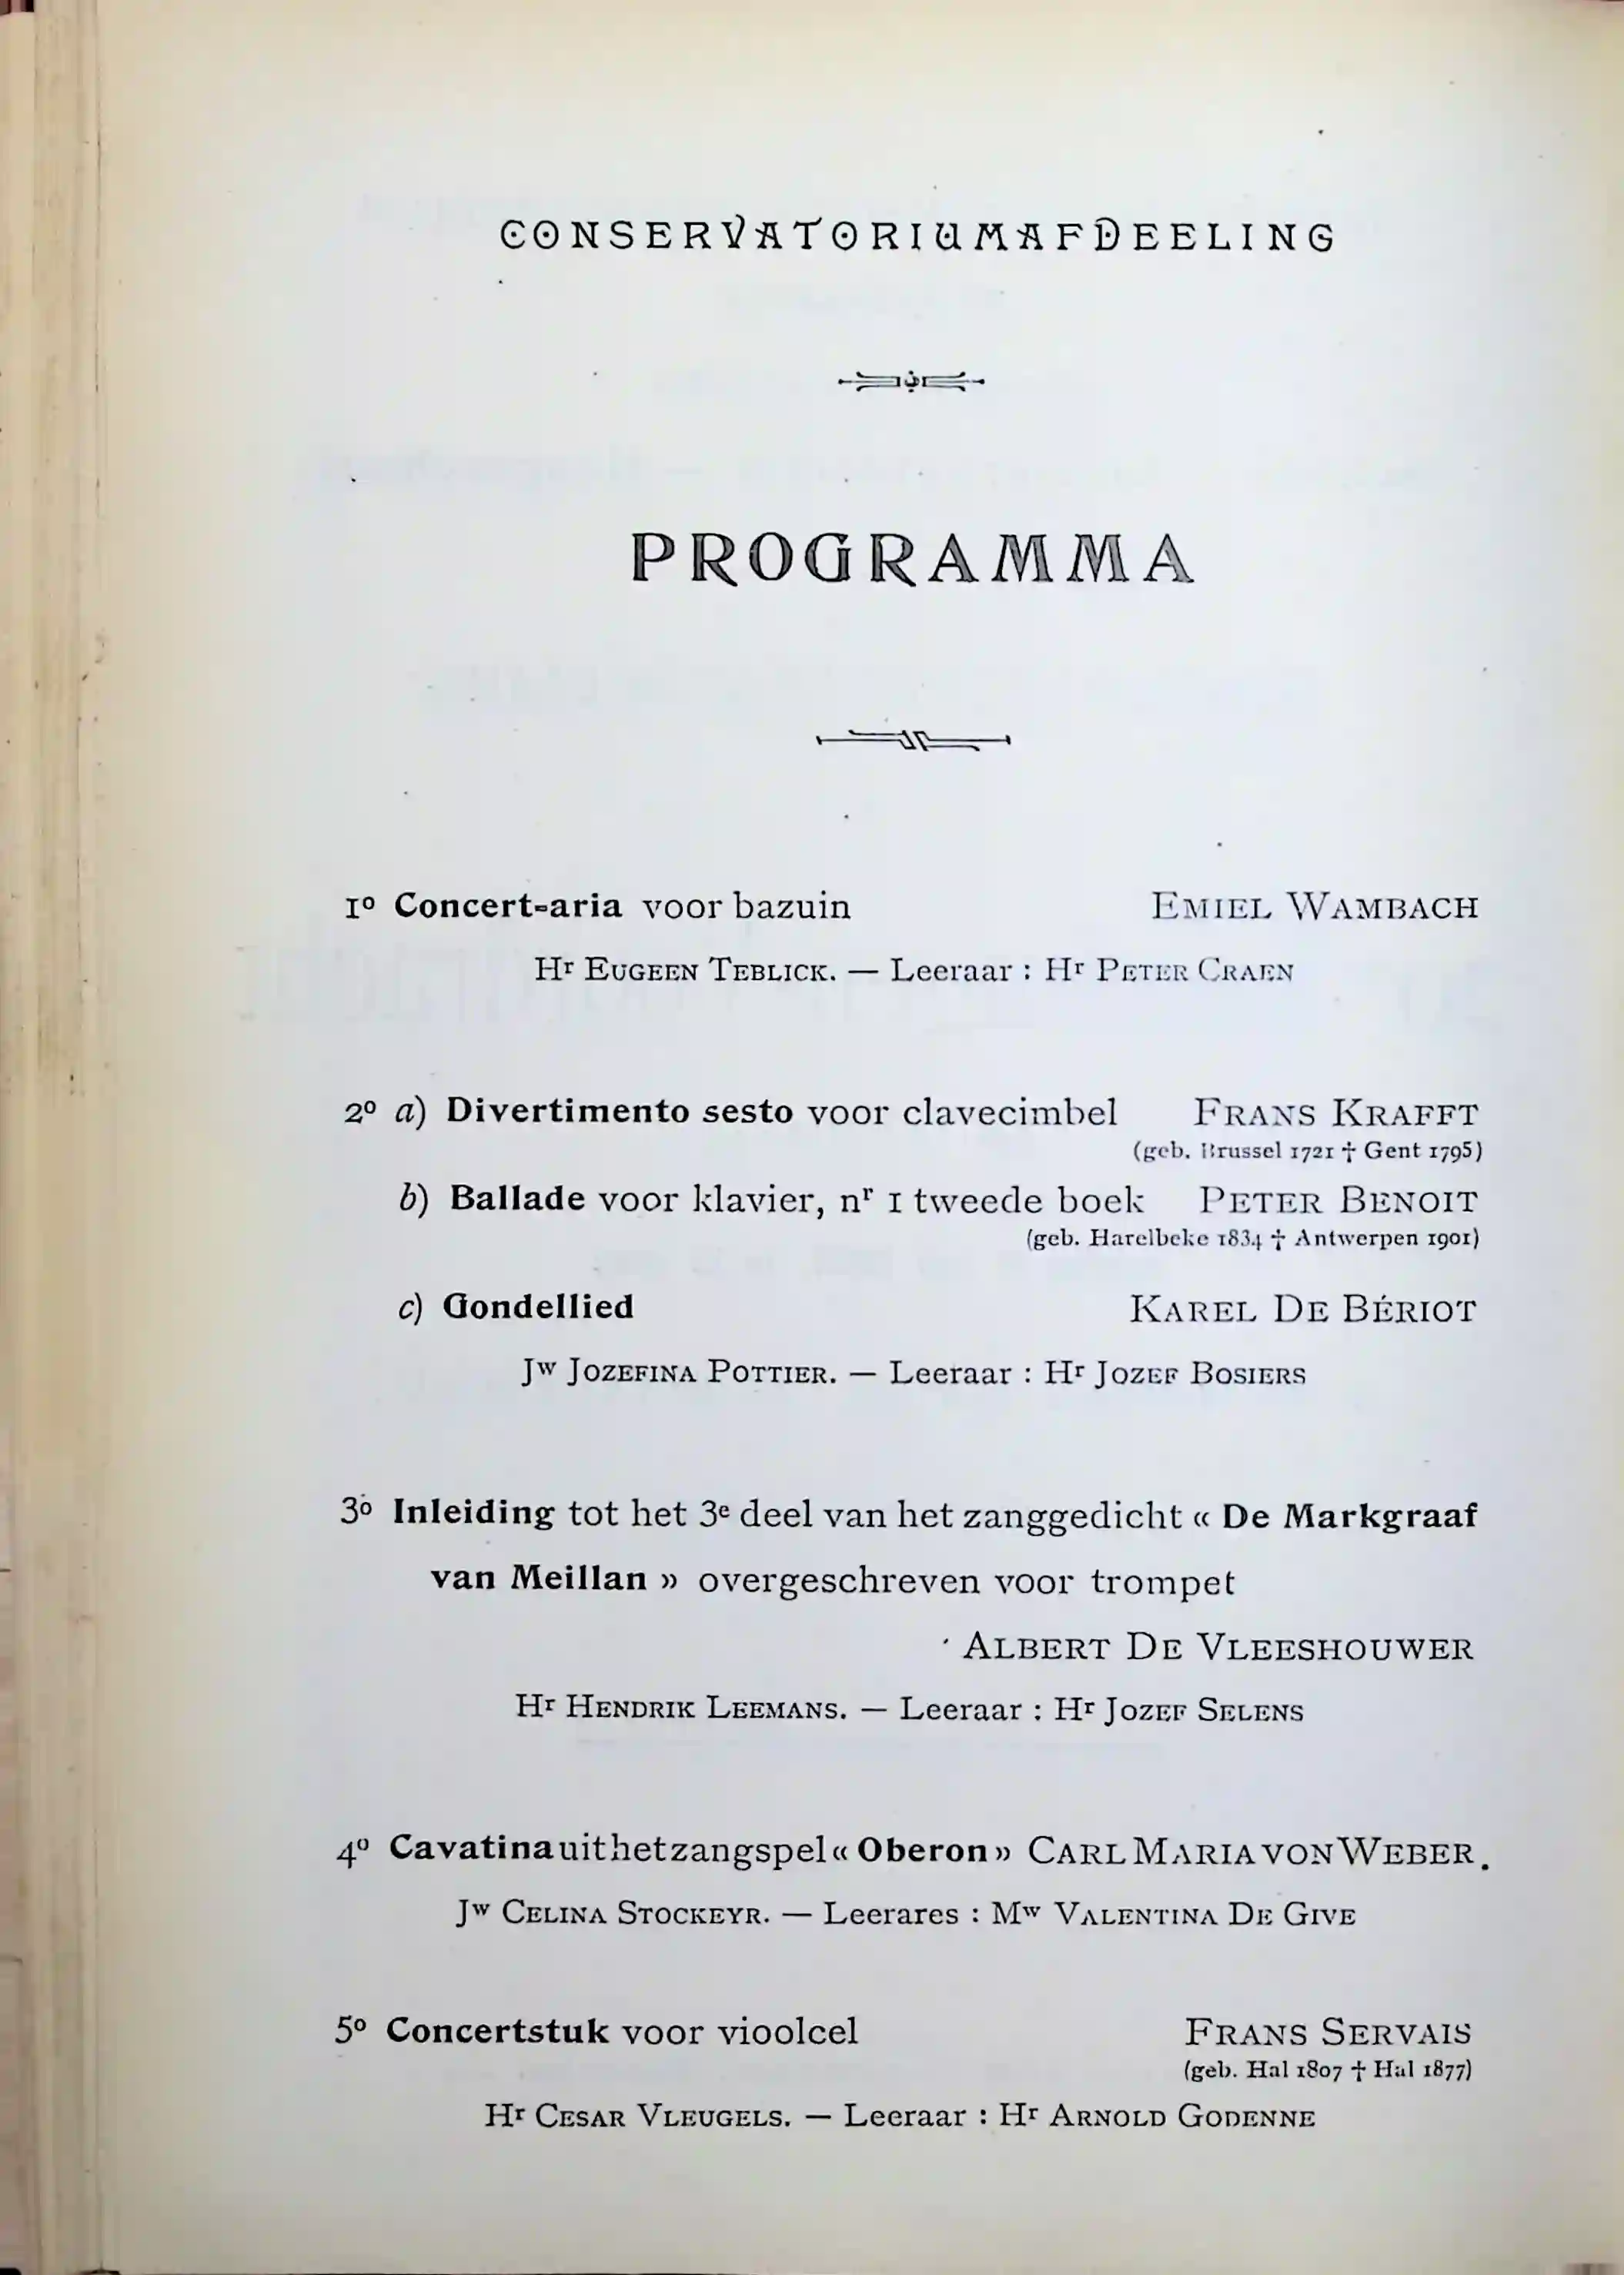 CONSERVATORIUMAFDEELING
PROGRAMMA
1º Concert-aria voor bazuin EMIEL WAMBACH
Hr EUGEEN TEBLICK. — Leeraar : Hr PETER CRAEN
2º a) Divertimento sesto voor clavecimbel FRANS KRAFFT
(geb. Brussel 1721 † Gent 1795)
b) Ballade voor klavier, nr 1 tweede boek PETER BENOIT
(geb. Harelbeke 1834 † Antwerpen 1901)
c) Gondellied KAREL DE BÉRIOT
Jw JOZEFINA POTTIER. — Leeraar : Hr JOZEF BOSIERS
3º Inleiding tot het 3e deel van het zanggedicht « De Markgraaf
van Meillan » overgeschreven voor trompet
ALBERT DE VLEESHOUWER
Hr HENDRIK LEEMANS. — Leeraar : Hr JOZEF SELENS
4º Cavatina uit het zangspel « Oberon » CARL MARIA VON WEBER.
Jw CELINA STOCKEYR. — Leerares : Mw VALENTINA DE GIVE
5º Concertstuk voor vioolcel FRANS SERVAIS
(geb. Hal 1807 † Hal 1877)
Hr CESAR VLEUGELS. — Leeraar : Hr ARNOLD GODENNE